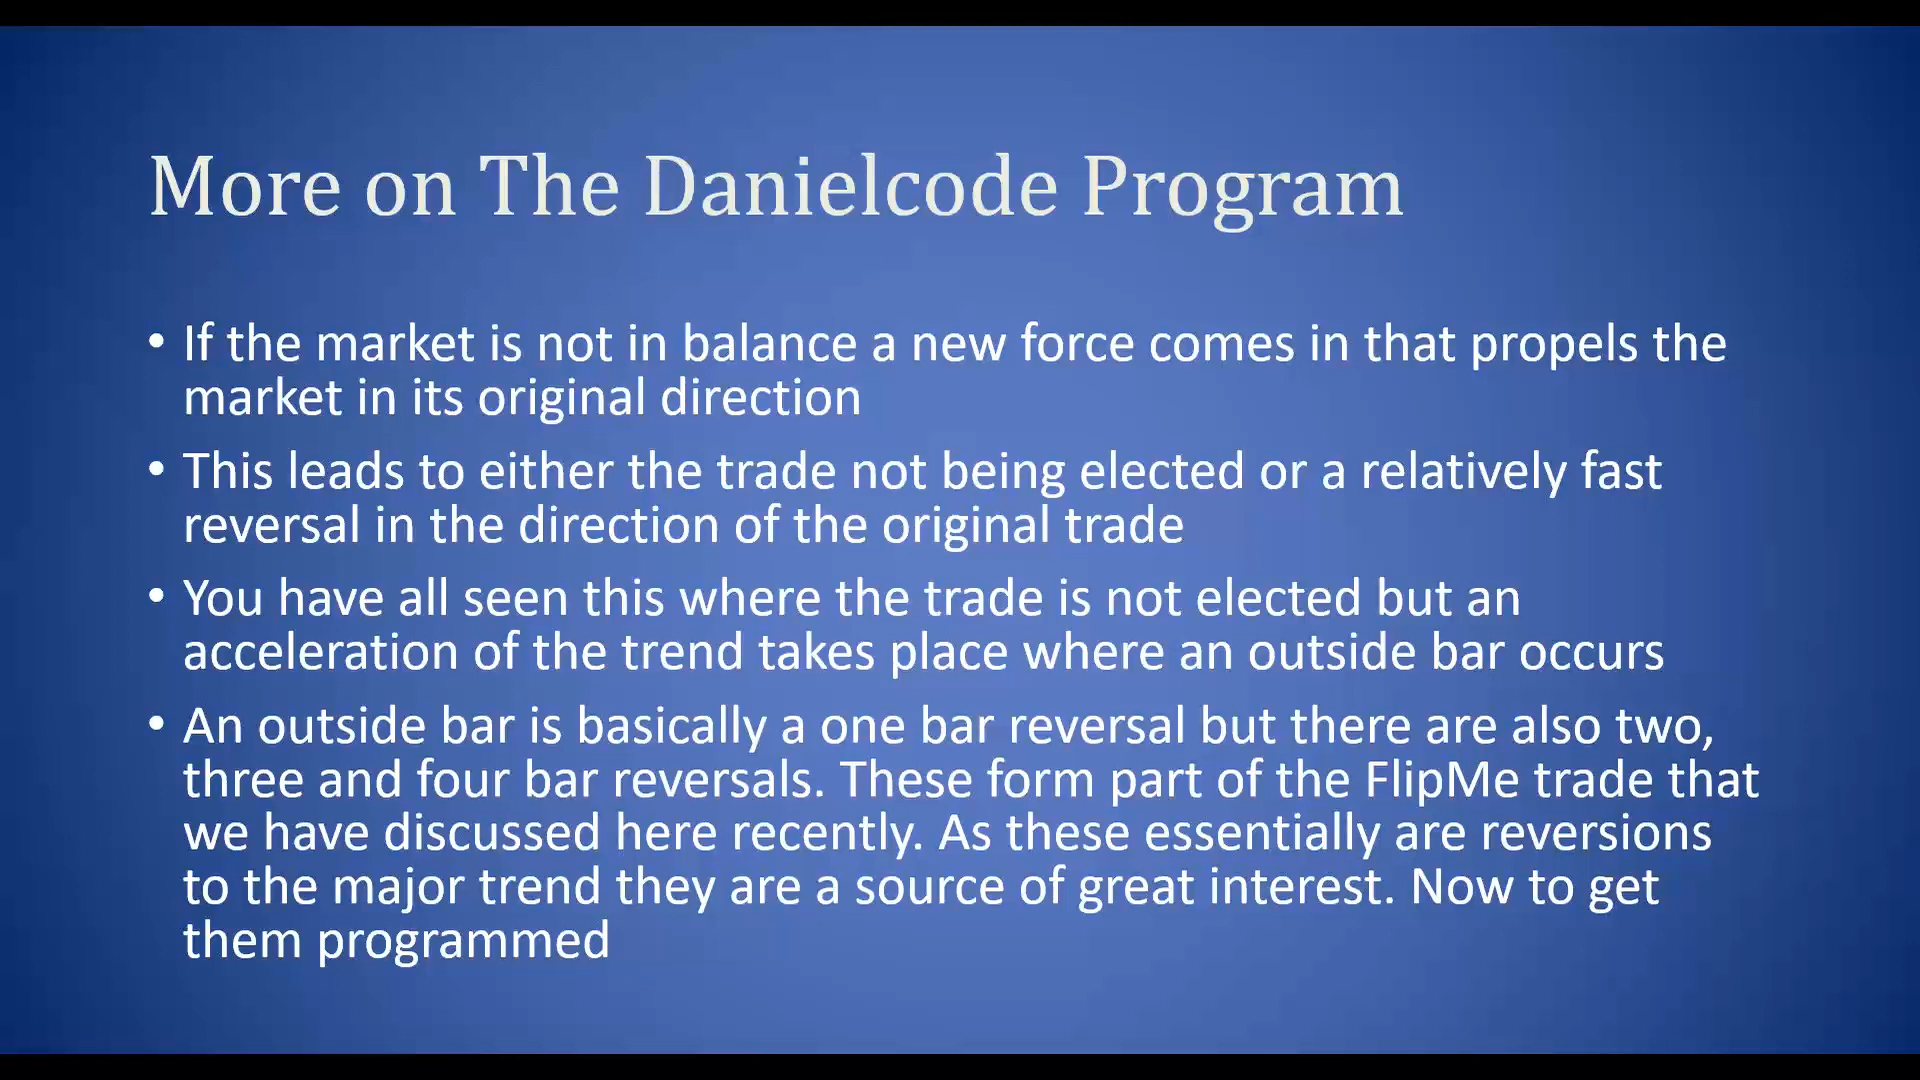 More on The Danielcode Program
• If the market is not in balance a new force comes in that propels the
market in its original direction
• This leads to either the trade not being elected or a relatively fast
reversal in the direction of the original trade
• You have all seen this where the trade is not elected but an
acceleration of the trend takes place where an outside bar occurs
• An outside bar is basically a one bar reversal but there are also two,
three and four bar reversals. These form part of the FlipMe trade that
we have discussed here recently. As these essentially are reversions
to the major trend they are a source of great interest. Now to get
them programmed